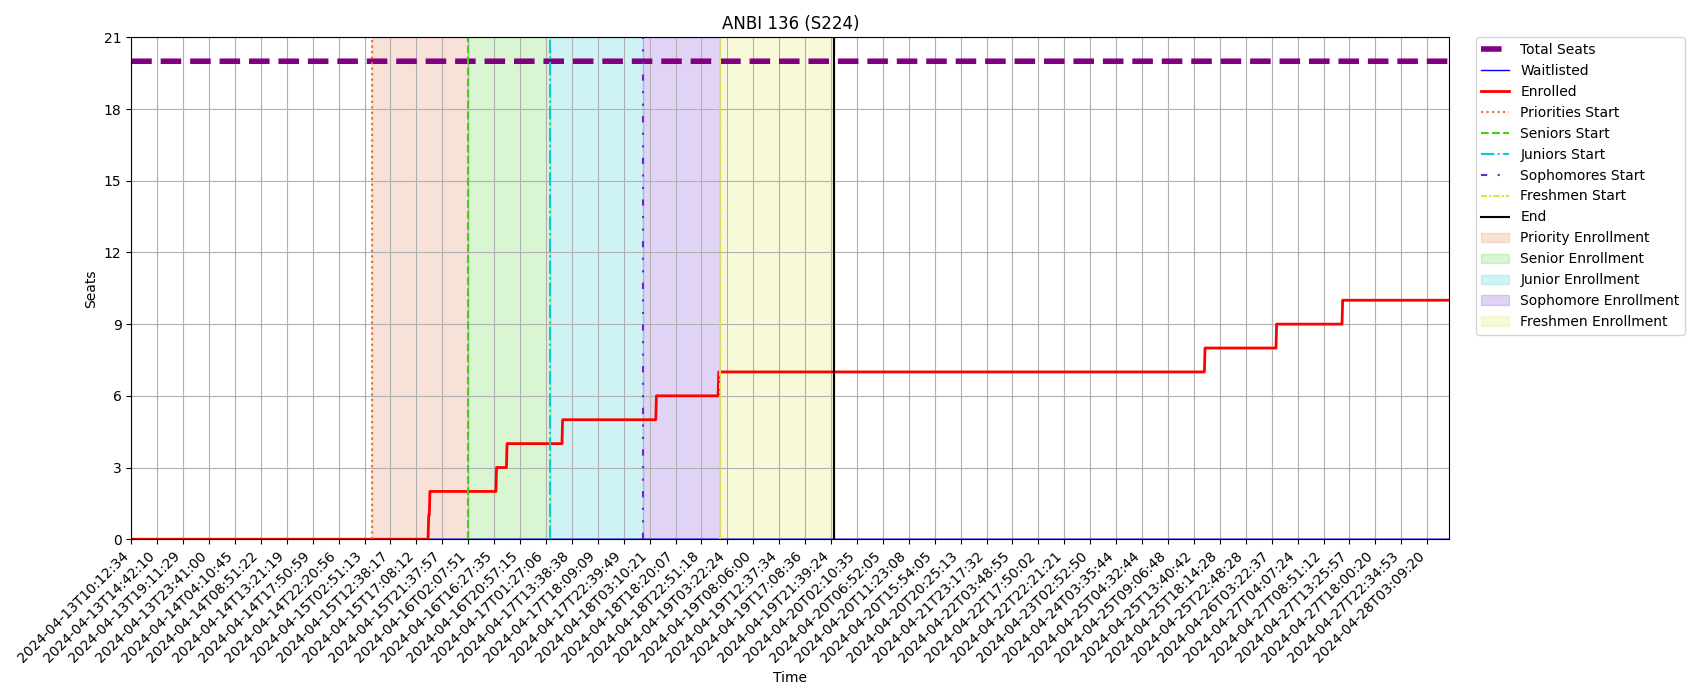 ANBI 136 (S224)
21
18
15
12
9
6
3
0
Seats
2024-04-13T10:12:34
2024-04-13T14:42:10
2024-04-13T19:11:29
2024-04-13T23:41:00
2024-04-14T04:10:45
2024-04-14T08:51:22
2024-04-14T13:21:19
2024-04-14T17:50:59
2024-04-14T22:20:56
2024-04-15T02:51:13
2024-04-15T12:38:17
2024-04-15T17:08:12
2024-04-15T21:37:57
2024-04-16T02:07:51
2024-04-16T16:27:35
2024-04-16T20:57:15
2024-04-17T01:27:06
2024-04-17T13:38:38
2024-04-17T18:09:09
2024-04-17T22:39:49
2024-04-18T03:10:21
2024-04-18T18:20:07
2024-04-18T22:51:18
2024-04-19T03:22:24
2024-04-19T08:06:00
2024-04-19T12:37:34
2024-04-19T17:08:36
2024-04-19T21:39:24
2024-04-20T02:10:35
2024-04-20T06:52:05
2024-04-20T11:23:08
2024-04-20T15:54:05
2024-04-20T20:25:13
2024-04-21T23:17:32
2024-04-22T03:48:55
2024-04-22T17:50:02
2024-04-22T22:21:21
2024-04-23T02:52:50
2024-04-24T03:35:44
2024-04-24T04:32:44
2024-04-25T09:06:48
2024-04-25T13:40:42
2024-04-25T18:14:28
2024-04-25T22:48:28
2024-04-26T03:22:37
2024-04-27T04:07:24
2024-04-27T08:51:12
2024-04-27T13:25:57
2024-04-27T18:00:20
2024-04-27T22:34:53
2024-04-28T03:09:20
Time
Total Seats
Waitlisted
Enrolled
Priorities Start
Seniors Start
Juniors Start
Sophomores Start
Freshmen Start
End
Priority Enrollment
Senior Enrollment
Junior Enrollment
Sophomore Enrollment
Freshmen Enrollment